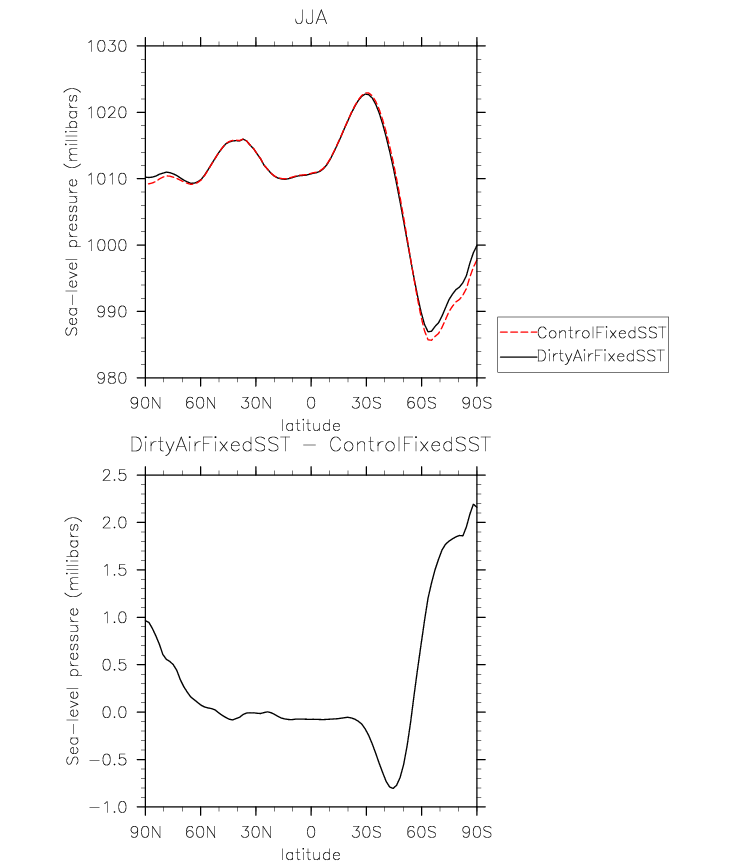 JJA
1030
1020
1010
1000
990
980
Sea-level pressure (millibars)
90N 60N 30N 0 30S 60S 90S
latitude
ControlFixedSST
DirtyAirFixedSST
DirtyAirFixedSST - ControlFixedSST
2.5
2.0
1.5
1.0
0.5
0.0
-0.5
-1.0
Sea-level pressure (millibars)
90N 60N 30N 0 30S 60S 90S
latitude